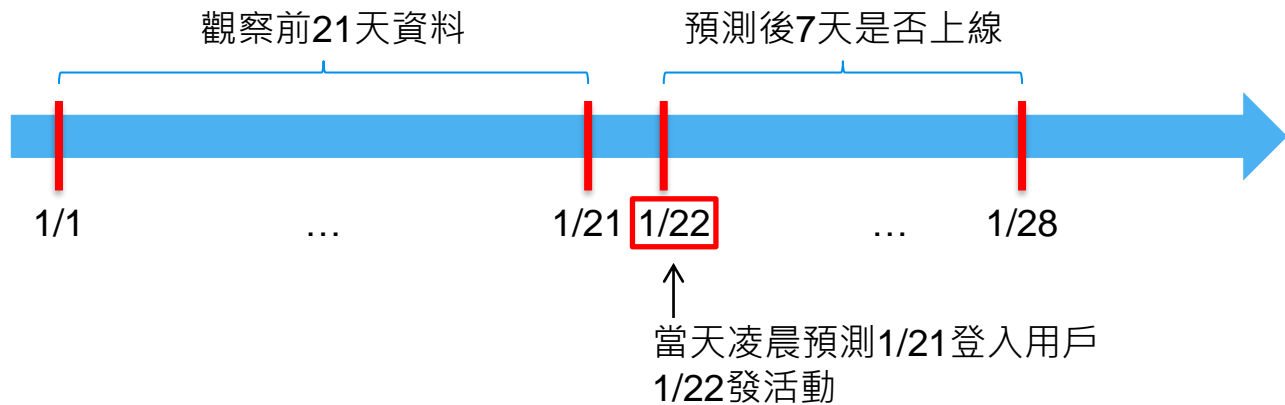 觀察前21天資料
預測後7天是否上線
1/1
…
1/21
1/22
…
1/28
當天凌晨預測1/21登入用戶
1/22發活動